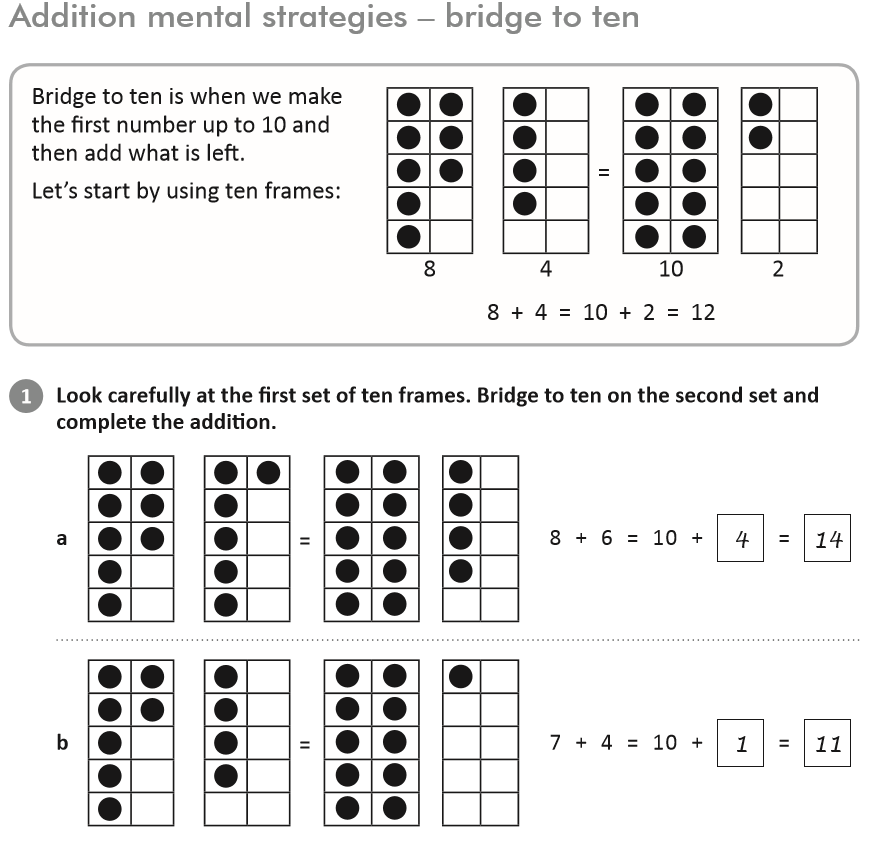 Addition mental strategies – bridge to ten
Bridge to ten is when we make
the first number up to 10 and
then add what is left.
Let's start by using ten frames:
=
8 4 10 2
8 + 4 = 10 + 2 = 12
1 Look carefully at the first set of ten frames. Bridge to ten on the second set and
complete the addition.
a = 8 + 6 = 10 + 4 = 14
b = 7 + 4 = 10 + 1 = 11